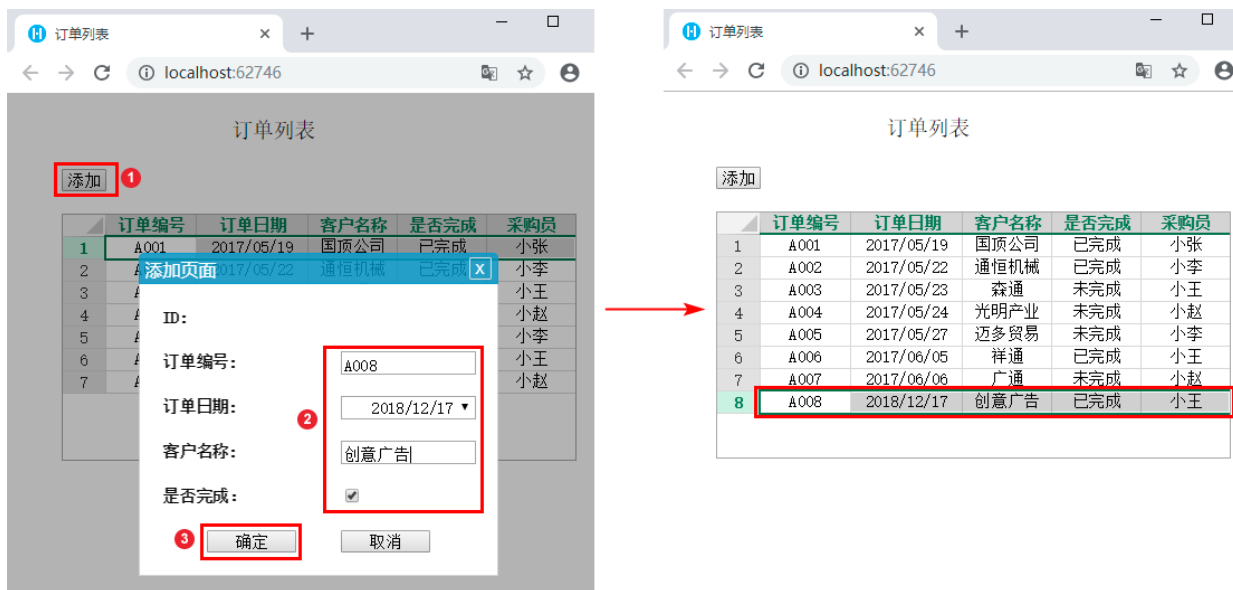 订单列表
localhost:62746
订单列表
添加 1
订单编号 订单日期 客户名称 是否完成 采购员
1 A001 2017/05/19 国顶公司 已完成 小张
2 2017/05/22 通恒机械 已完成 小李
3 小王
4 小赵
5 小李
6 小王
7 小赵
添加页面 X
ID:
订单编号: A008
订单日期: 2018/12/17
2
客户名称: 创意广告
是否完成:
3 确定 取消
订单列表
localhost:62746
订单列表
添加
订单编号 订单日期 客户名称 是否完成 采购员
1 A001 2017/05/19 国顶公司 已完成 小张
2 A002 2017/05/22 通恒机械 已完成 小李
3 A003 2017/05/23 森通 未完成 小王
4 A004 2017/05/24 光明产业 未完成 小赵
5 A005 2017/05/27 迈多贸易 未完成 小李
6 A006 2017/06/05 祥通 已完成 小王
7 A007 2017/06/06 广通 未完成 小赵
8 A008 2018/12/17 创意广告 已完成 小王